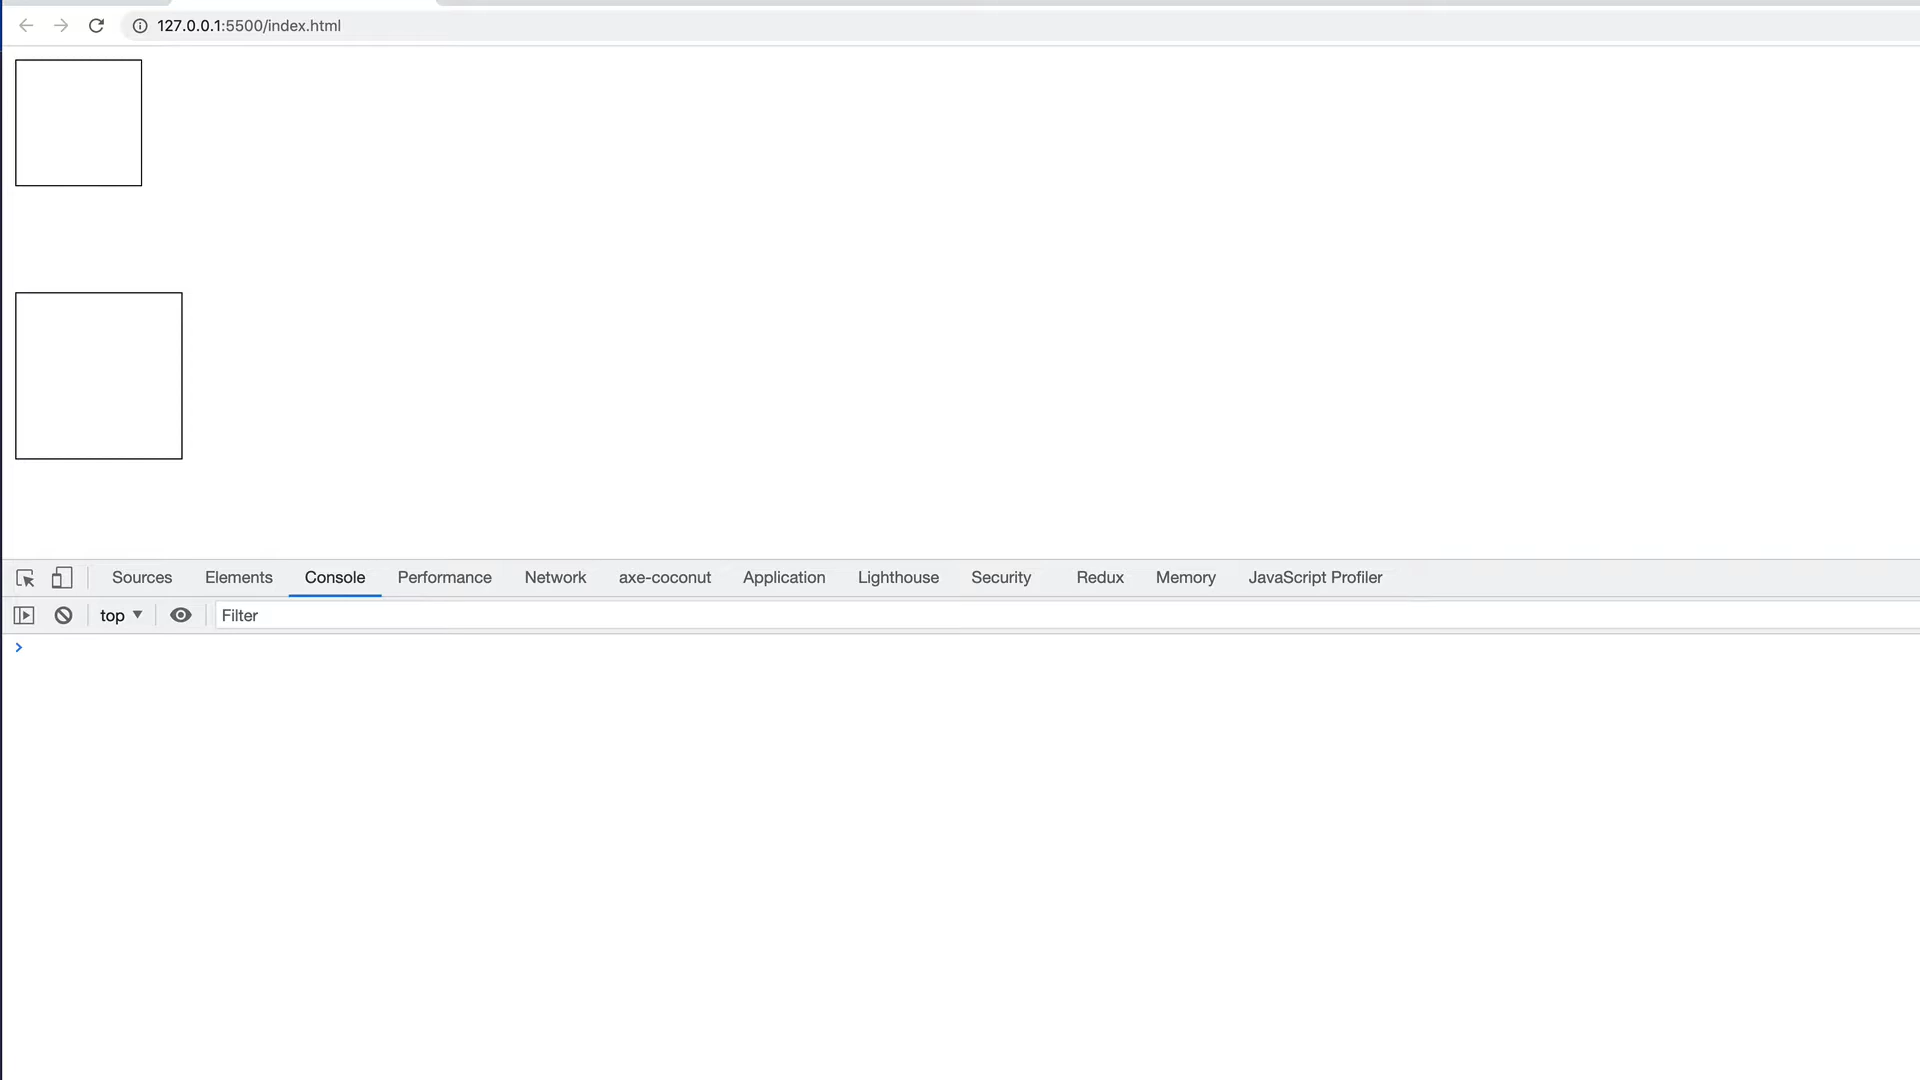 127.0.0.1:5500/index.html
Sources Elements Console Performance Network axe-coconut Application Lighthouse Security Redux Memory JavaScript Profiler
top Filter